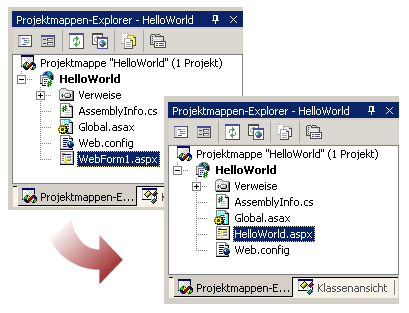 Projektmappen-Explorer - HelloWorld
Projektmappe "HelloWorld" (1 Projekt)
HelloWorld
Verweise
AssemblyInfo.cs
Global.asax
Web.config
WebForm1.aspx
Projektmappen-E...
Projektmappen-Explorer - HelloWorld
Projektmappe "HelloWorld" (1 Projekt)
HelloWorld
Verweise
AssemblyInfo.cs
Global.asax
HelloWorld.aspx
Web.config
Projektmappen-E...
Klassenansicht